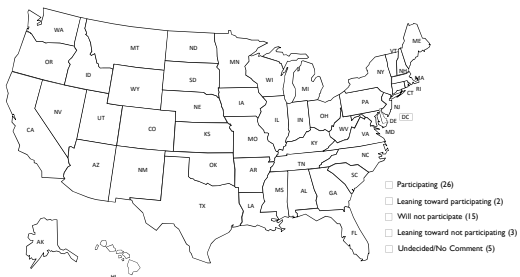 WA
MT
ND
MN
ME
VT
NH
OR
ID
SD
WI
NY
MA
WY
MI
RI
CT
IA
PA
NE
NJ
NV
UT
IL
IN
OH
DE
DC
CA
CO
KS
MO
WV
VA
MD
KY
NC
AZ
NM
OK
AR
TN
SC
MS
AL
GA
TX
LA
FL
AK
Participating (26)
Leaning toward participating (2)
Will not participate (15)
Leaning toward not participating (3)
Undecided/No Comment (5)